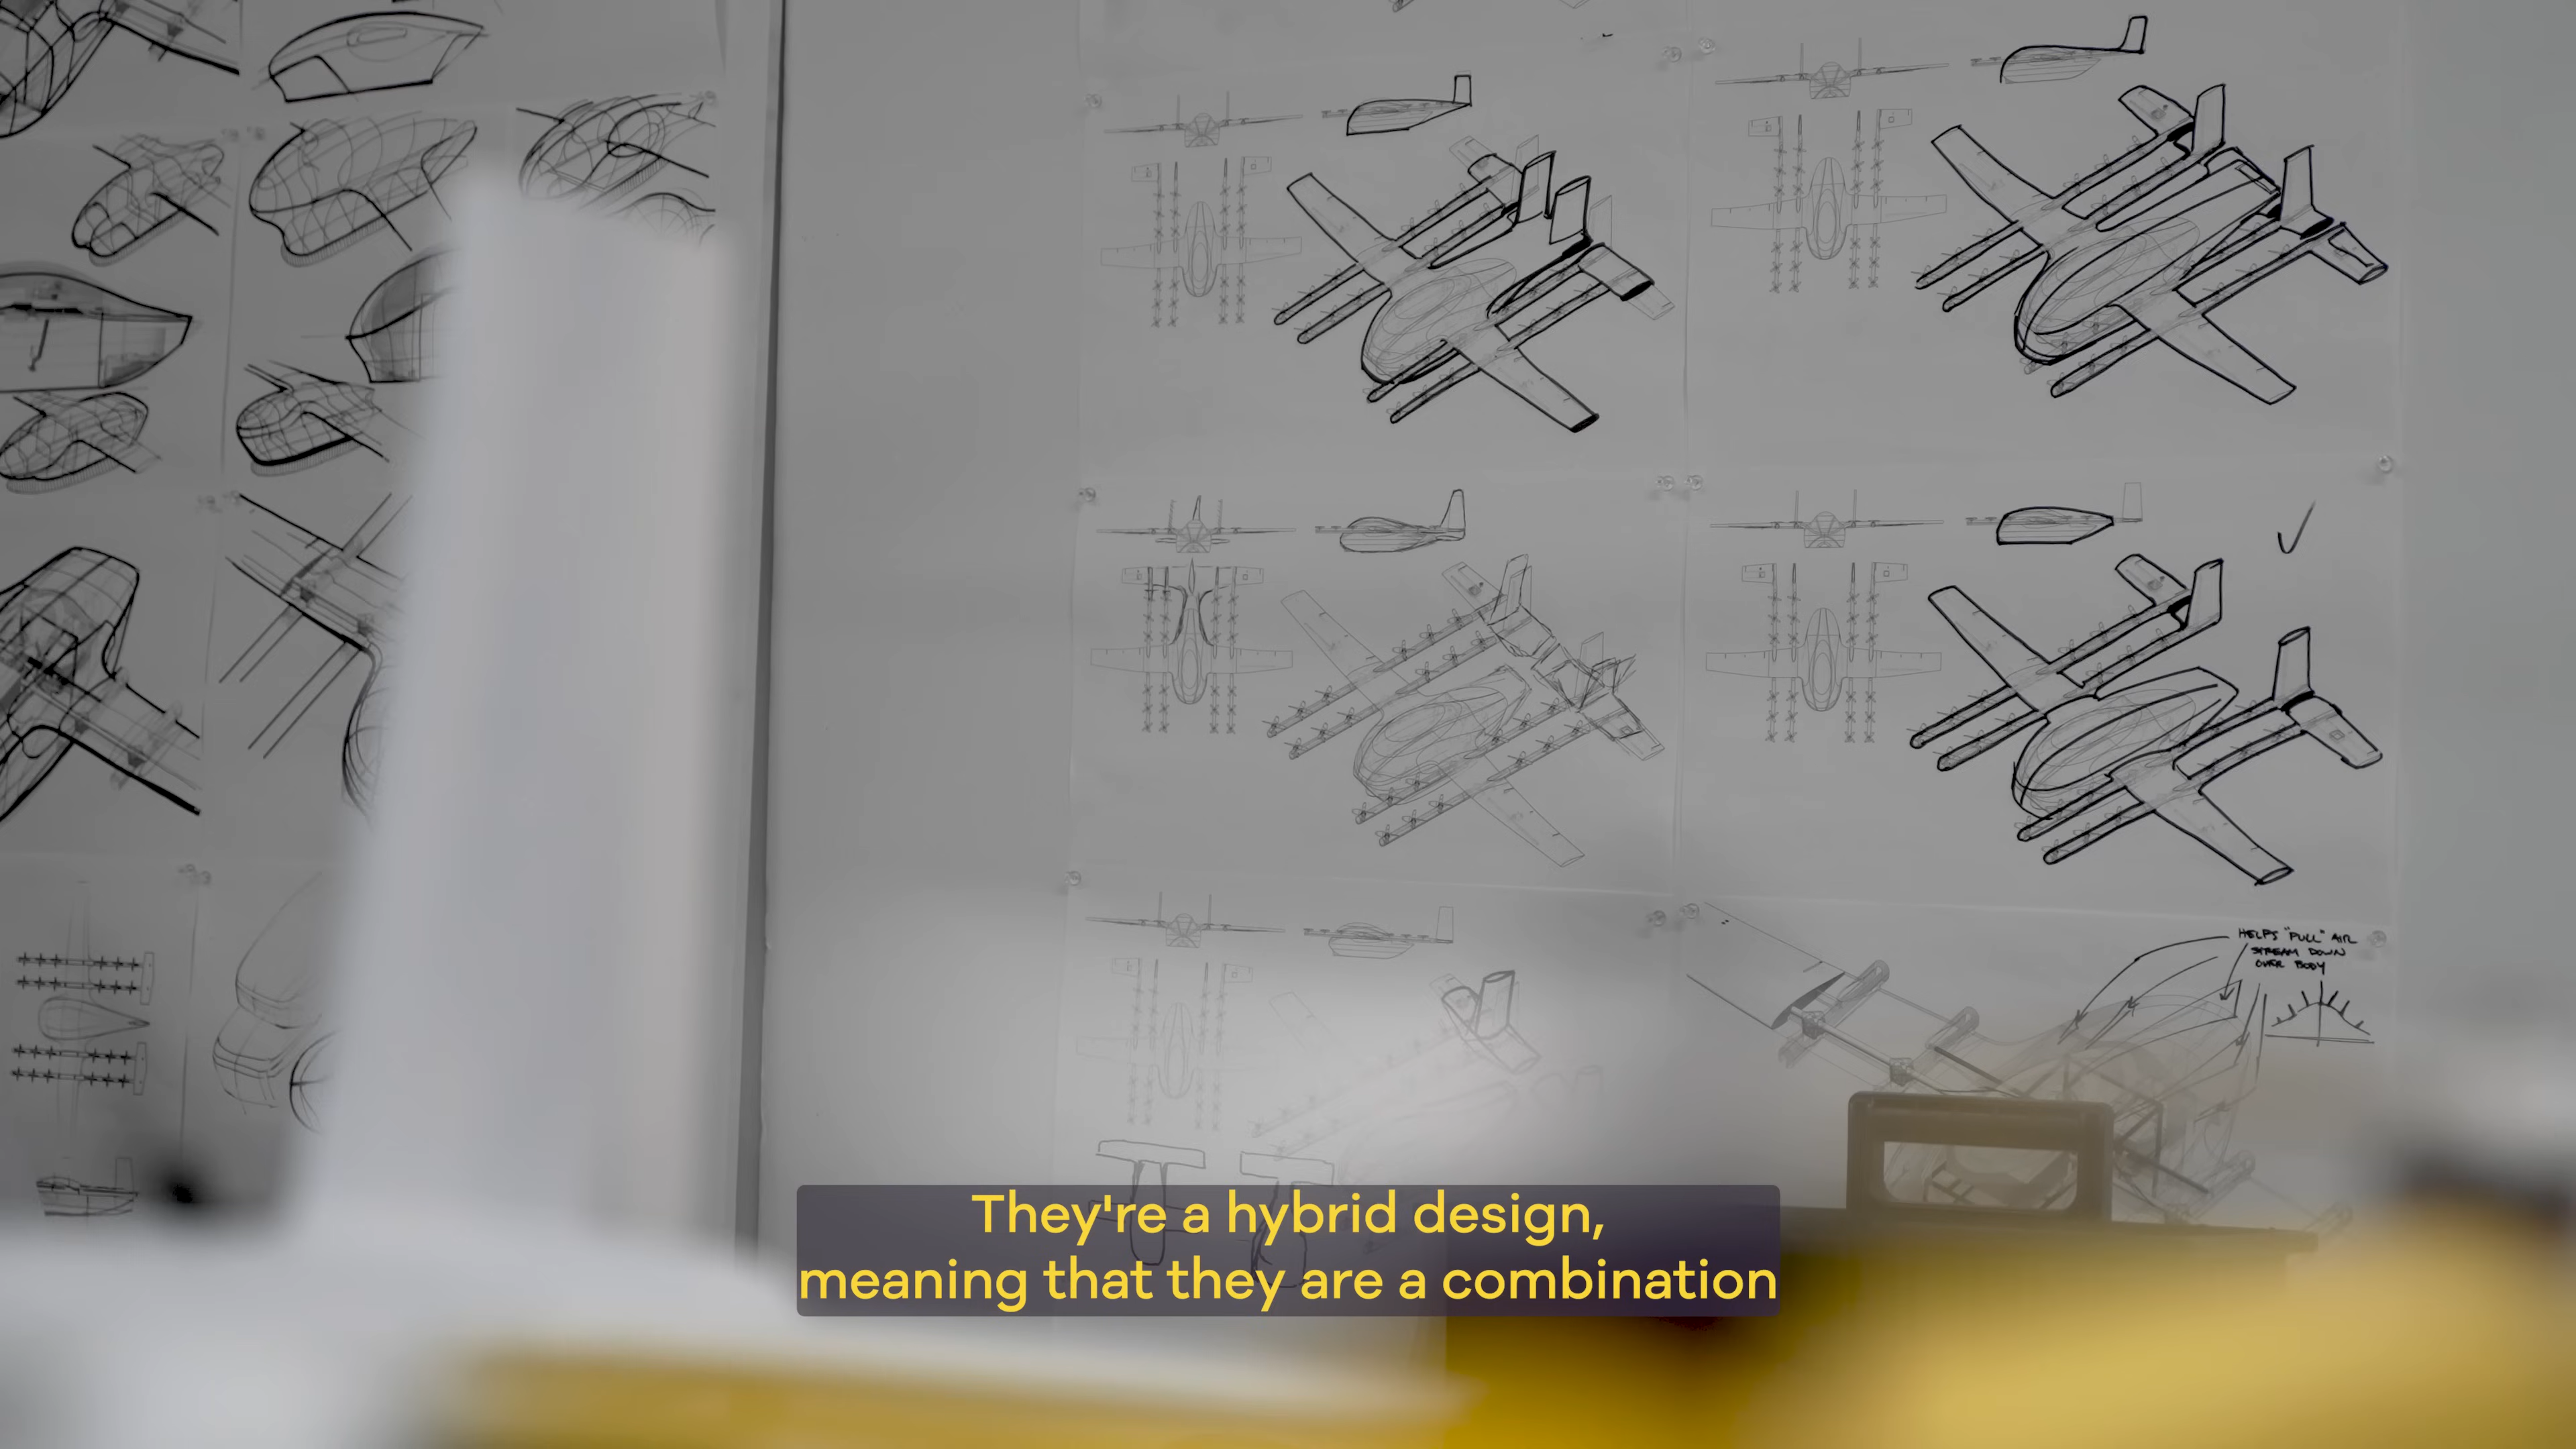 HELPS "PULL" AIR
STREAM DOWN
OVER BODY
They're a hybrid design,
meaning that they are a combination